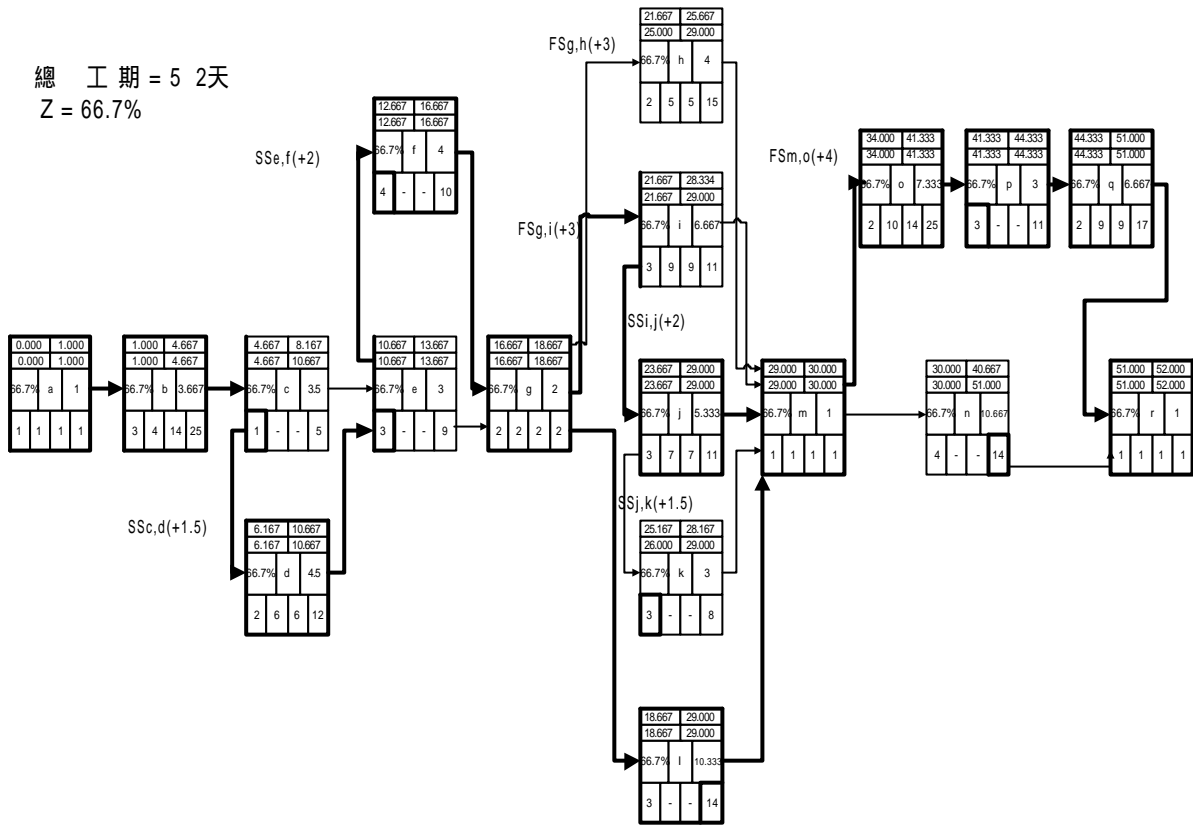 總 工 期 = 5 2天
Z = 66.7%
SSe,f(+2)
FSg,h(+3)
FSg,i(+3)
SSi,j(+2)
SSj,k(+1.5)
SSc,d(+1.5)
FSm,o(+4)
0.000 1.000
0.000 1.000
66.7% a 1
1 1 1 1
1.000 4.667
1.000 4.667
66.7% b 3.667
3 4 14 25
4.667 8.167
4.667 10.667
66.7% c 3.5
1 - - 5
6.167 10.667
6.167 10.667
66.7% d 4.5
2 6 6 12
10.667 13.667
10.667 13.667
66.7% e 3
3 - - 9
12.667 16.667
12.667 16.667
66.7% f 4
4 - - 10
16.667 18.667
16.667 18.667
66.7% g 2
2 2 2 2
21.667 25.667
25.000 29.000
66.7% h 4
2 5 5 15
21.667 28.334
21.667 29.000
66.7% i 6.667
3 9 9 11
23.667 29.000
23.667 29.000
66.7% j 5.333
3 7 7 11
25.167 28.167
26.000 29.000
66.7% k 3
3 - - 8
18.667 29.000
18.667 29.000
66.7% l 10.333
3 - - 14
29.000 30.000
29.000 30.000
66.7% m 1
1 1 1 1
30.000 40.667
30.000 51.000
66.7% n 10.667
4 - - 14
34.000 41.333
34.000 41.333
66.7% o 7.333
2 10 14 25
41.333 44.333
41.333 44.333
66.7% p 3
3 - - 11
44.333 51.000
44.333 51.000
66.7% q 6.667
2 9 9 17
51.000 52.000
51.000 52.000
66.7% r 1
1 1 1 1